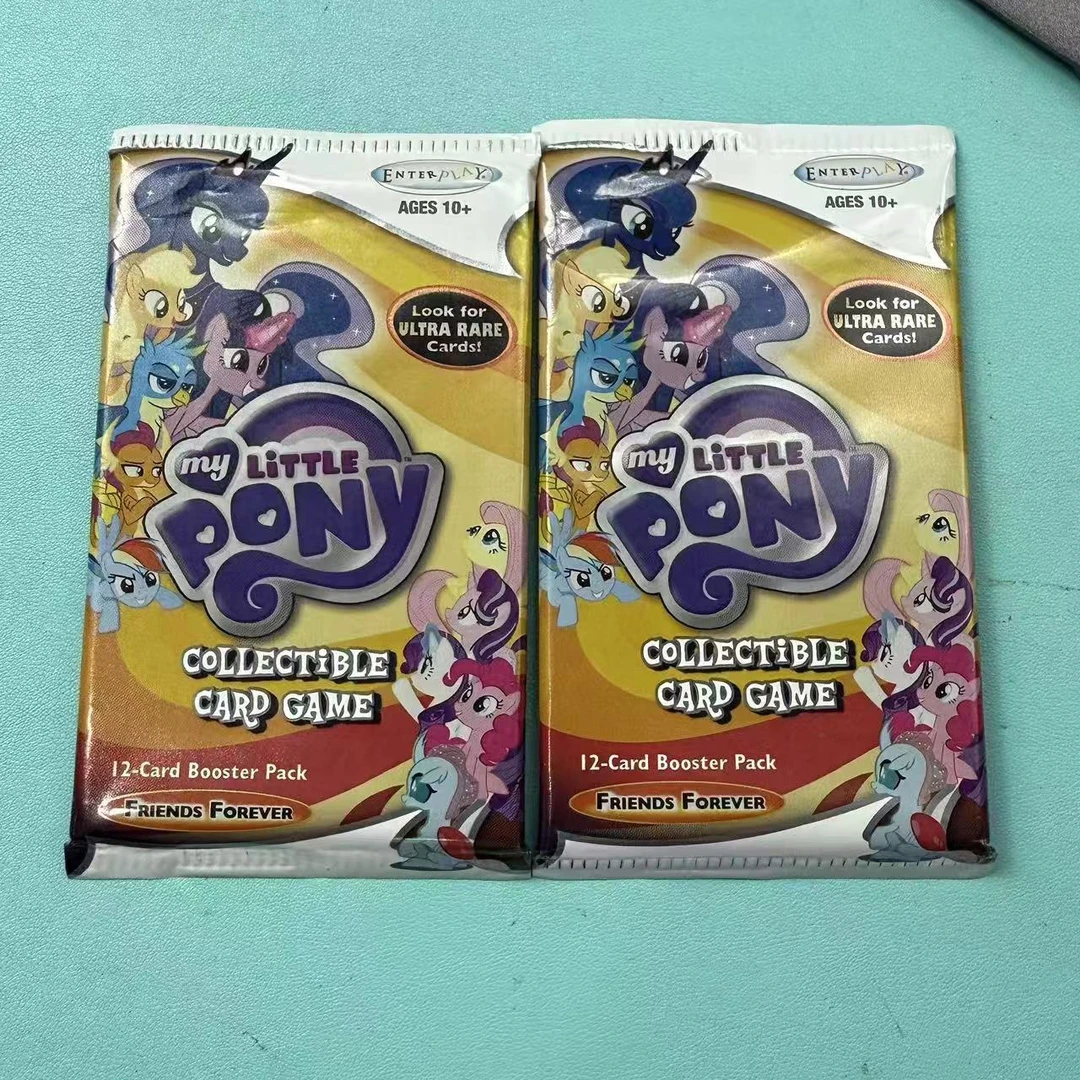 ENTERPLAY
AGES 10+
Look for
ULTRA RARE
Cards!
my LiTTLE
PONY
COLLECTiBLE
CARD GAME
12-Card Booster Pack
FRIENDS FOREVER
ENTERPLAY
AGES 10+
Look for
ULTRA RARE
Cards!
my LiTTLE
PONY
COLLECTiBLE
CARD GAME
12-Card Booster Pack
FRIENDS FOREVER